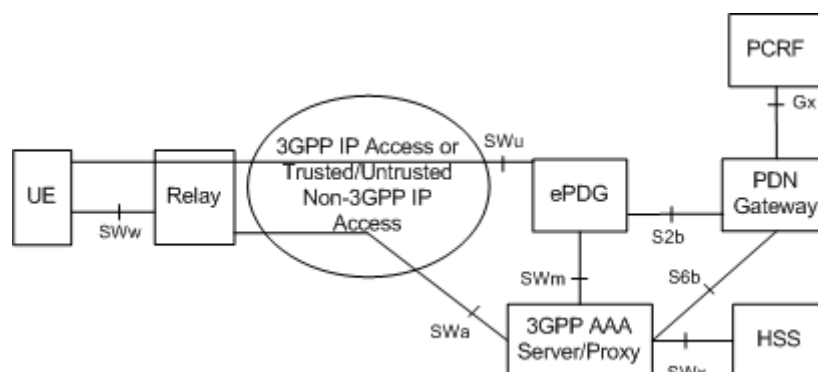 PCRF
Gx
3GPP IP Access or
Trusted/Untrusted
Non-3GPP IP
Access
SWu
UE
Relay
SWw
ePDG
PDN
Gateway
S2b
SWm
S6b
SWa
3GPP AAA
Server/Proxy
HSS
SWx